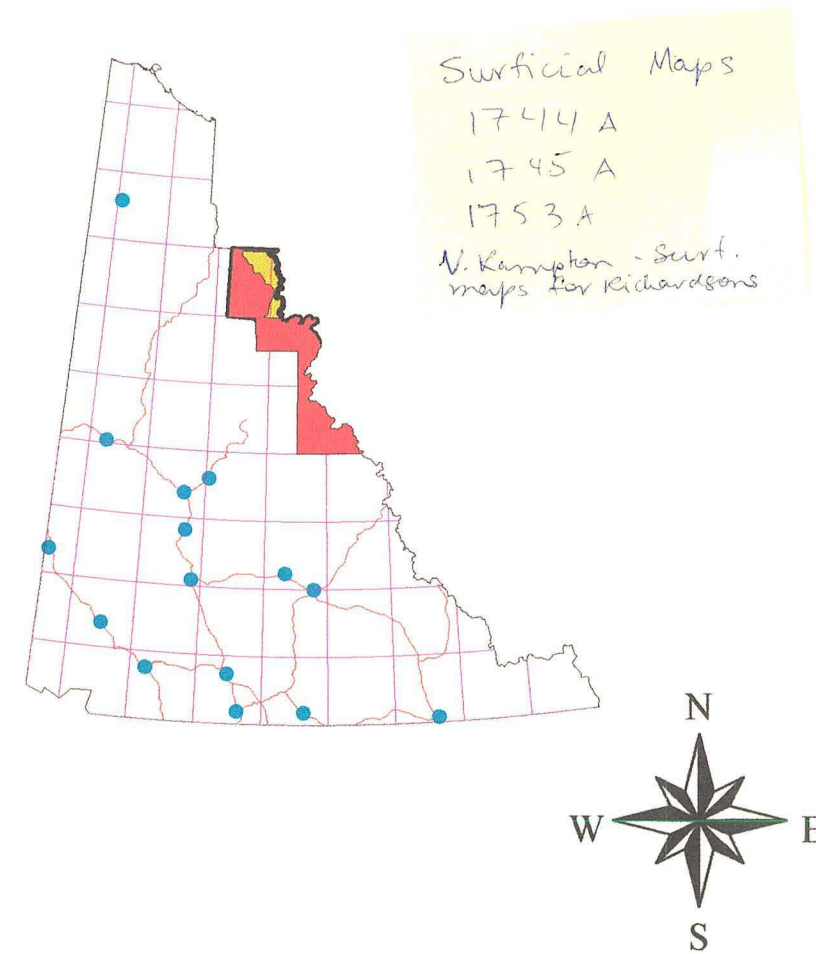 Surficial Maps
1744 A
1745 A
1753 A
V. Rampton - Surf.
maps for Richardsons
N
W E
S